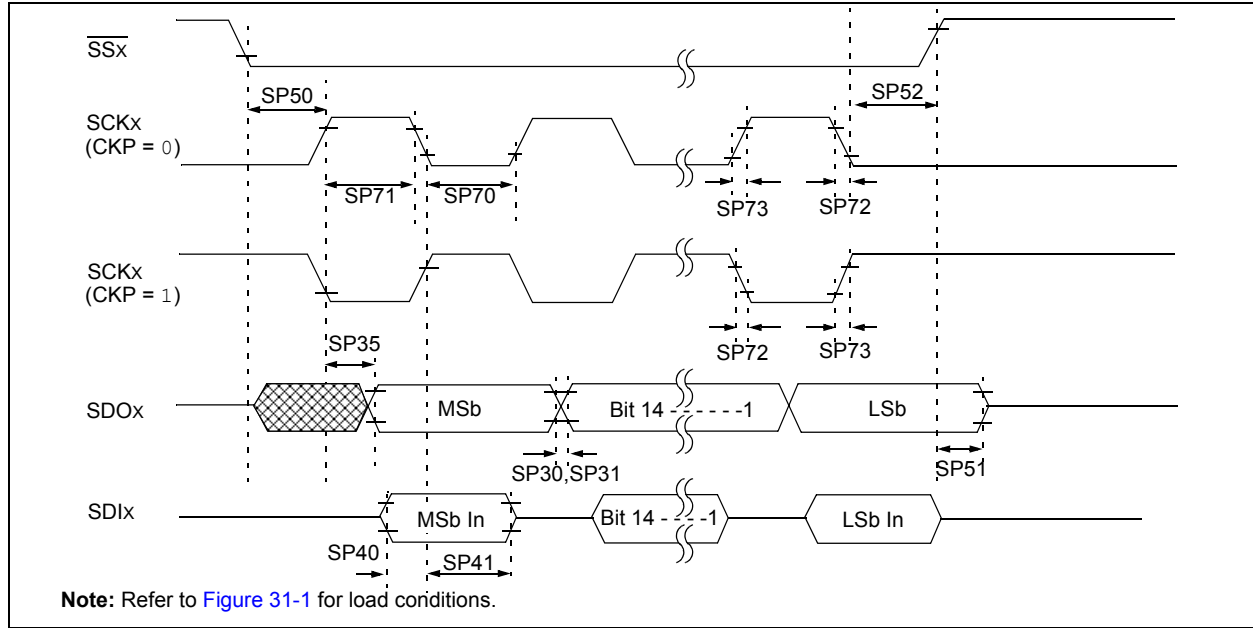 SSx
SP50
SP52
SCKx
(CKP = 0)
SP71
SP70
SP73
SP72
SCKx
(CKP = 1)
SP35
SP72
SP73
SDOx
MSb
Bit 14 - - - - - -1
LSb
SP30,SP31
SP51
SDIx
MSb In
Bit 14 - - - -1
LSb In
SP40
SP41
Note: Refer to Figure 31-1 for load conditions.